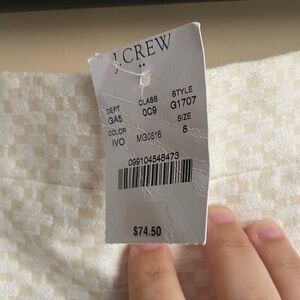 J.CREW
DEPT CLASS STYLE
GA5 0C9 G1707
COLOR SIZE
IVO MG0516 8
099104548473
$74.50